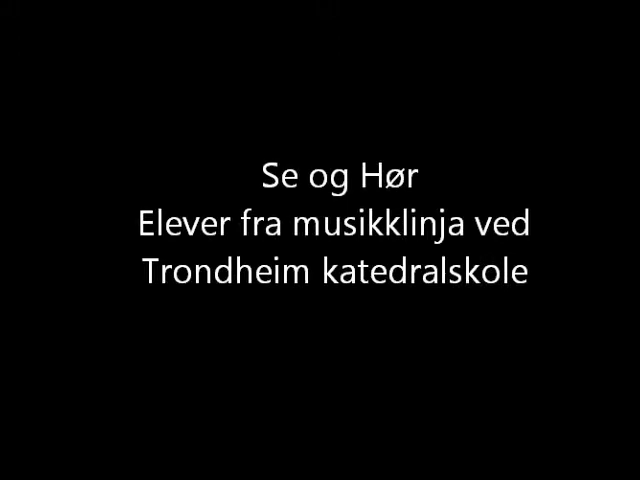 Se og Hør
Elever fra musikklinja ved
Trondheim katedralskole